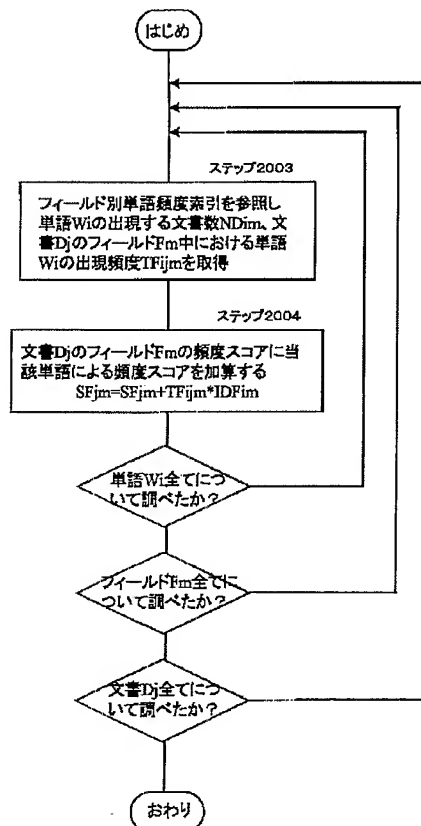 はじめ
ステップ2003
フィールド別単語頻度索引を参照し
単語Wiの出現する文書数NDim、文
書DjのフィールドFm中における単語
Wiの出現頻度TFijmを取得
ステップ2004
文書DjのフィールドFmの頻度スコアに当
該単語による頻度スコアを加算する
SFjm=SFjm+TFijm*IDFim
単語Wi全てにつ
いて調べたか?
フィールドFm全てに
ついて調べたか?
文書Dj全てにつ
いて調べたか?
おわり